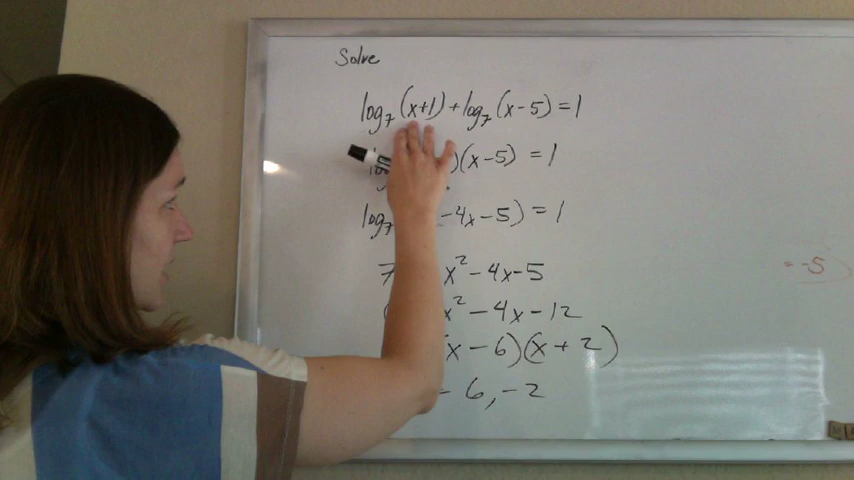 Solve
log₇(x+1)+log₇(x-5)=1
)(x-5) = 1
log₇ -4x-5) = 1
7 x²-4x-5
x²-4x-12
x-6)(x+2)
6,-2
=-5